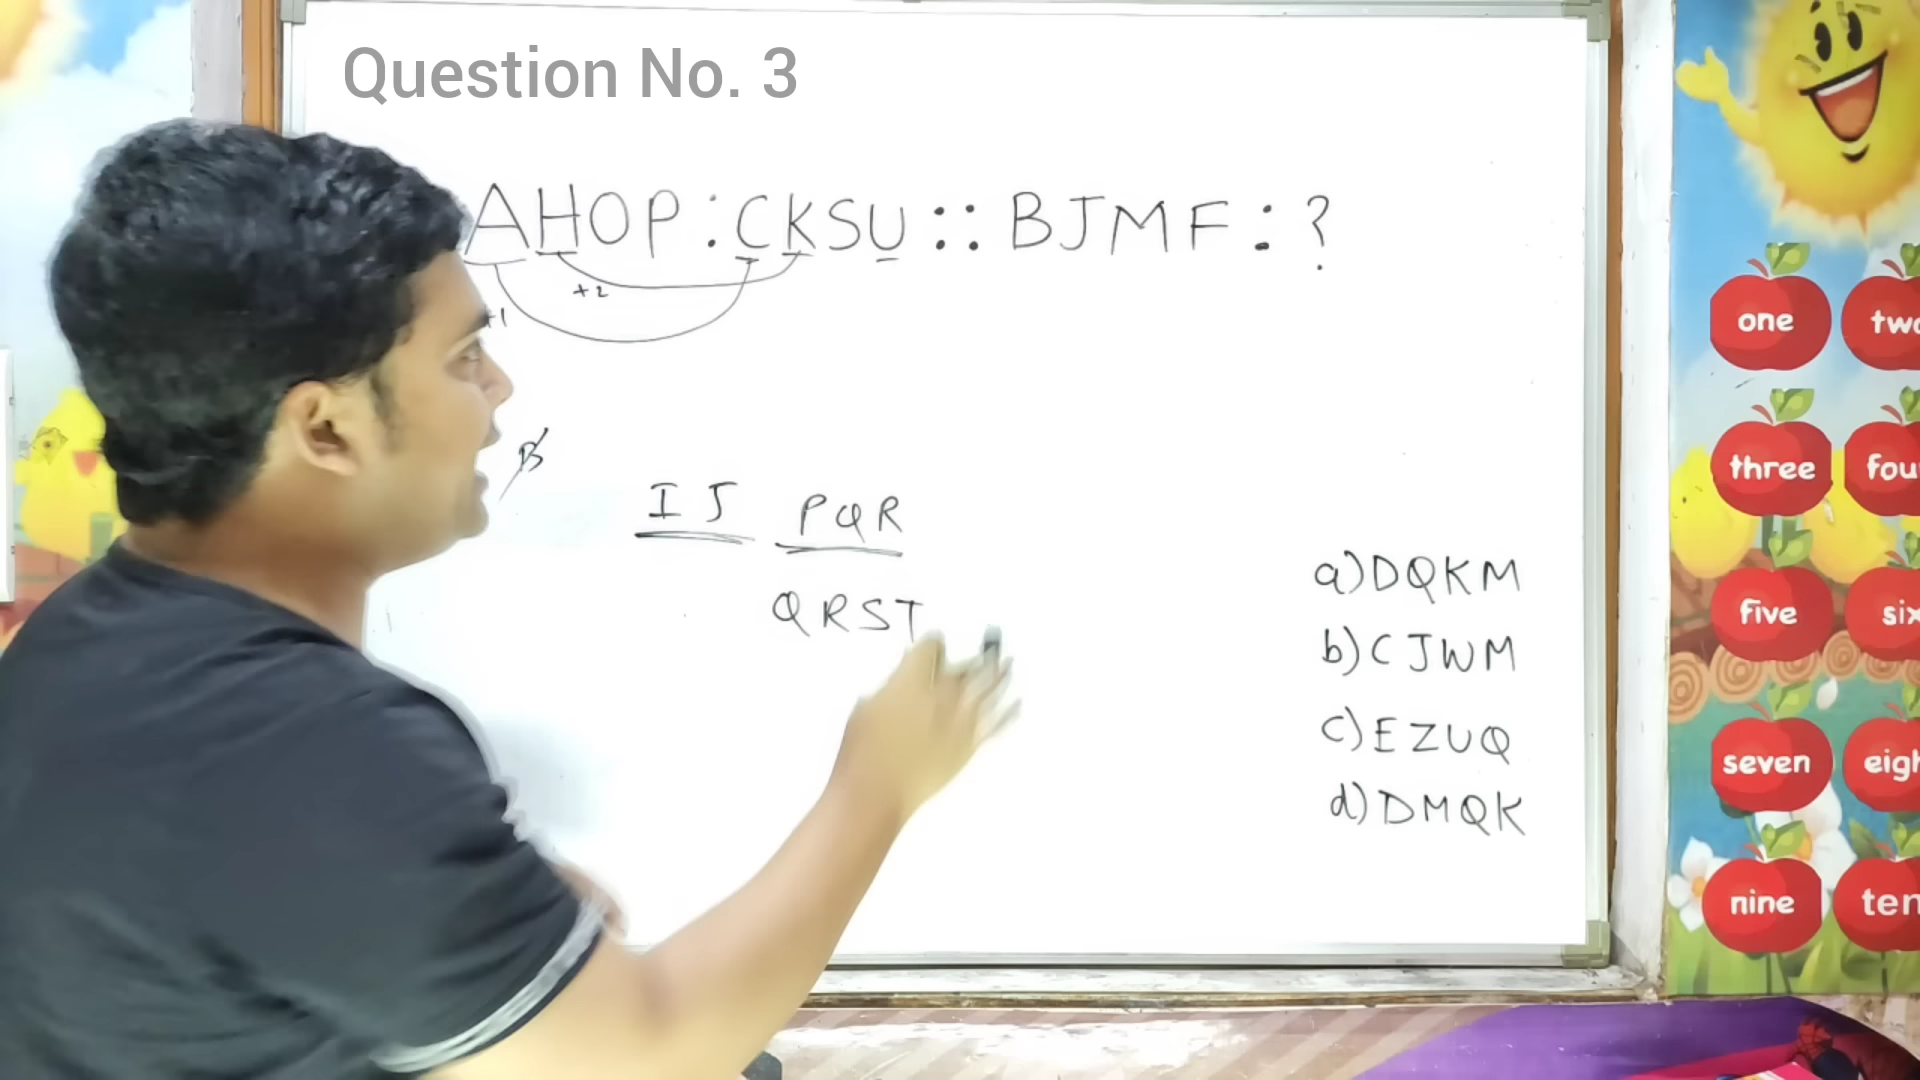 Question No. 3
AHOP : CKSU :: BJMF : ?
+2
+1
B
IJ PQR
QRST
a) DQKM
b) CJWM
c) EZUQ
d) DMQK
one
three
five
seven
nine
ten